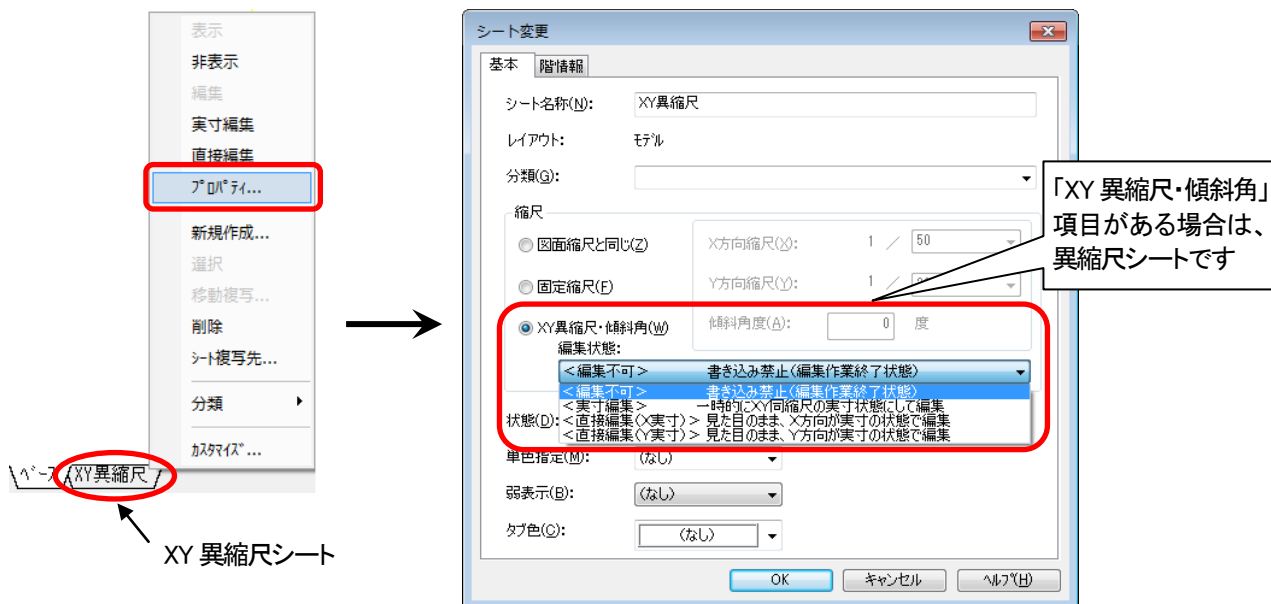 表示
非表示
編集
実寸編集
直接編集
ﾌﾟﾛﾊﾟﾃｨ...
新規作成...
選択
移動複写...
削除
ｼｰﾄ複写先...
分類
ｶｽﾀﾏｲｽﾞ...
ﾍﾞｰｽ
XY異縮尺
XY 異縮尺シート
シート変更
基本
階情報
シート名称(N):
XY異縮尺
レイアウト:
ﾓﾃﾞﾙ
分類(G):
縮尺
図面縮尺と同じ(Z)
X方向縮尺(X):
1 ／ 50
固定縮尺(F)
Y方向縮尺(Y):
1 ／
XY異縮尺・傾斜角(W)
傾斜角度(A):
0 度
編集状態:
＜編集不可＞ 書き込み禁止(編集作業終了状態)
＜編集不可＞ 書き込み禁止(編集作業終了状態)
＜実寸編集＞ 一時的にXY同縮尺の実寸状態にして編集
＜直接編集(X実寸)＞ 見た目のまま、X方向が実寸の状態で編集
＜直接編集(Y実寸)＞ 見た目のまま、Y方向が実寸の状態で編集
状態(D):
単色指定(M):
(なし)
弱表示(B):
(なし)
タブ色(C):
(なし)
OK
キャンセル
ﾍﾙﾌﾟ(H)
「XY 異縮尺・傾斜角」
項目がある場合は、
異縮尺シートです